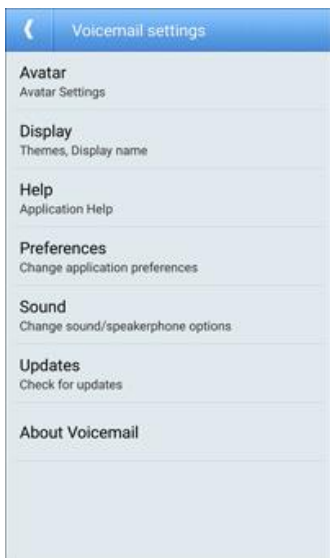 Voicemail settings
Avatar
Avatar Settings
Display
Themes, Display name
Help
Application Help
Preferences
Change application preferences
Sound
Change sound/speakerphone options
Updates
Check for updates
About Voicemail